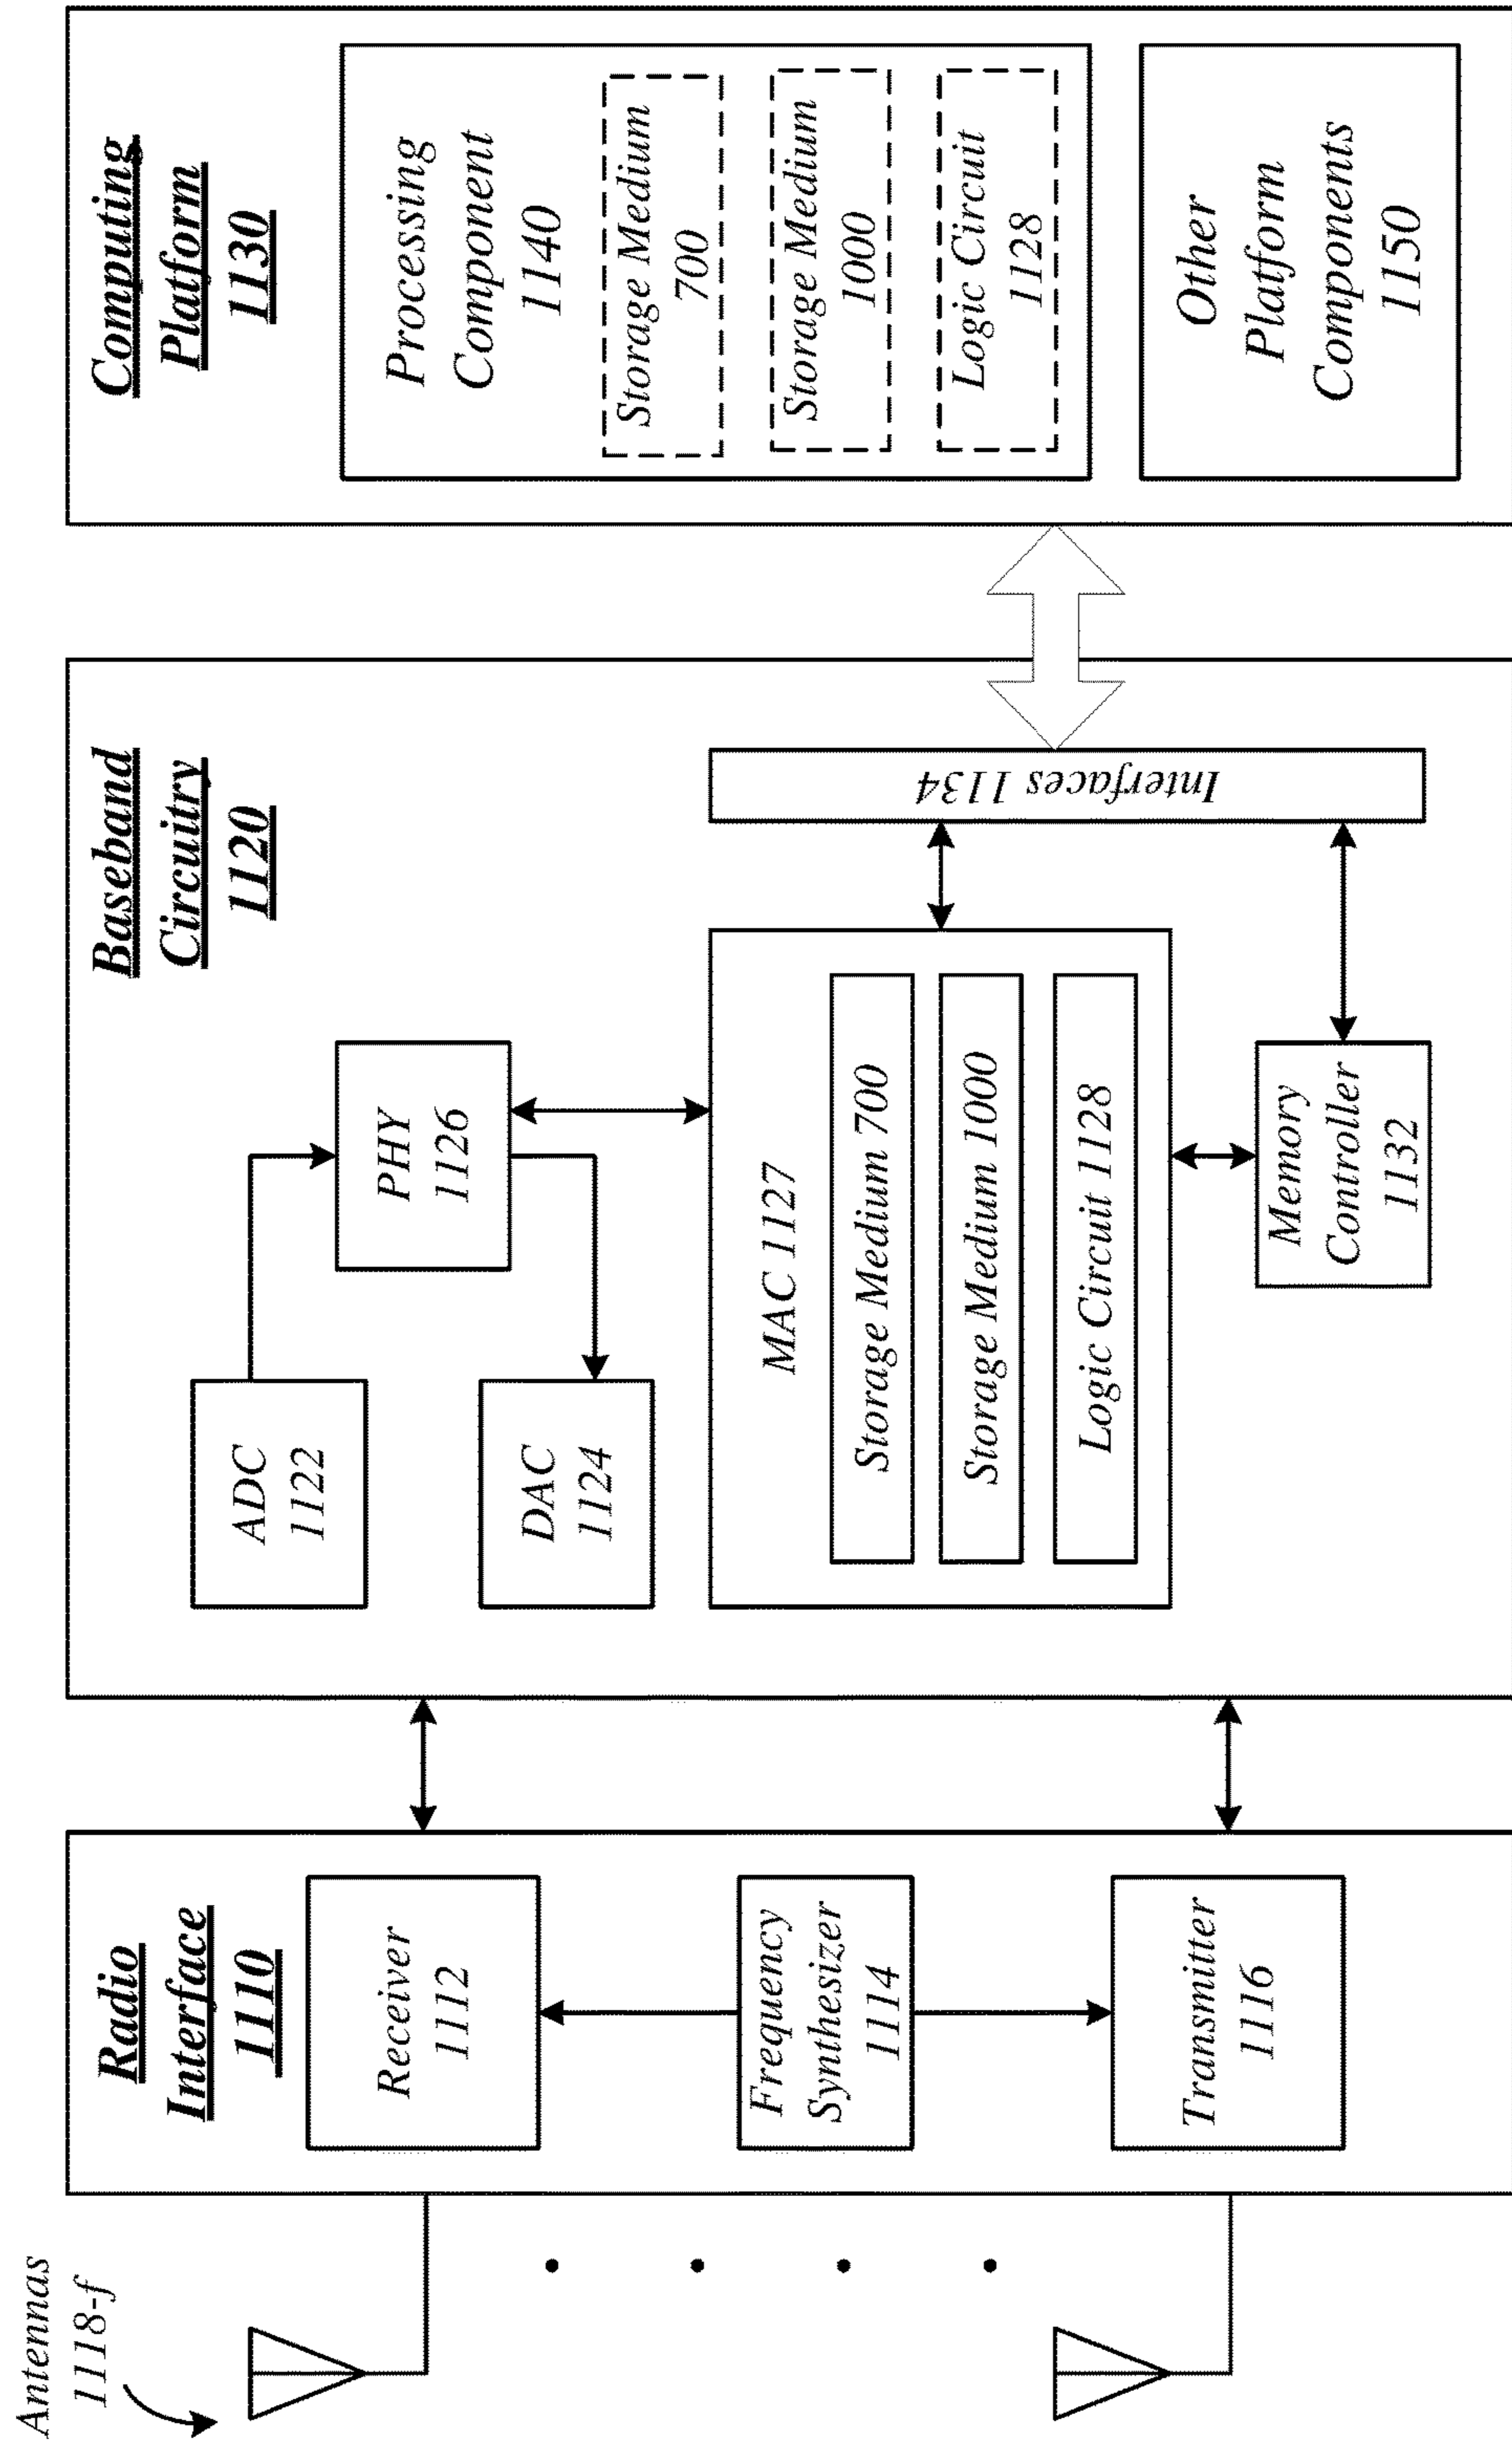 Antennas
1118-f
Radio
Interface
1110
Receiver
1112
Frequency
Synthesizer
1114
Transmitter
1116
Baseband
Circuitry
1120
ADC
1122
PHY
1126
DAC
1124
MAC 1127
Storage Medium 700
Storage Medium 1000
Logic Circuit 1128
Memory
Controller
1132
Interfaces 1134
Computing
Platform
1130
Processing
Component
1140
Storage Medium
700
Storage Medium
1000
Logic Circuit
1128
Other
Platform
Components
1150